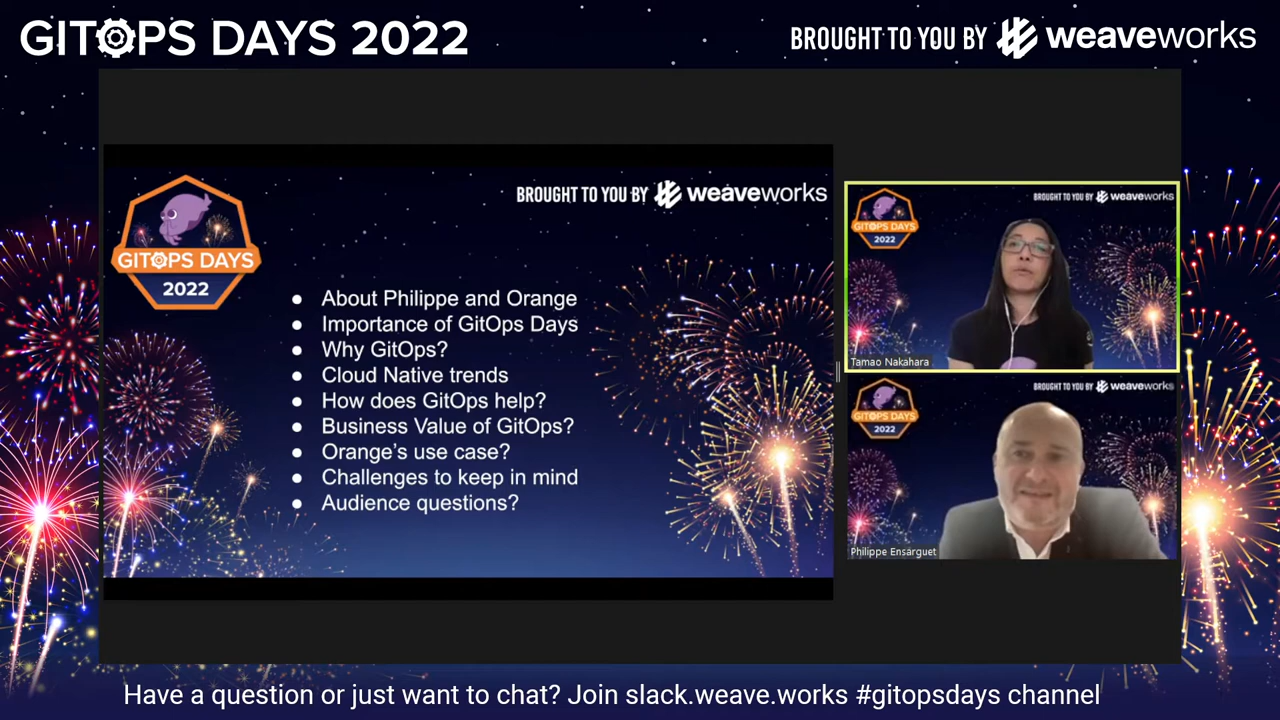 GITOPS DAYS 2022
BROUGHT TO YOU BY weaveworks
BROUGHT TO YOU BY weaveworks
GITOPS DAYS
2022
● About Philippe and Orange
● Importance of GitOps Days
● Why GitOps?
● Cloud Native trends
● How does GitOps help?
● Business Value of GitOps?
● Orange's use case?
● Challenges to keep in mind
● Audience questions?
BROUGHT TO YOU BY weaveworks
GITOPS DAYS
2022
Tamao Nakahara
BROUGHT TO YOU BY weaveworks
GITOPS DAYS
2022
Philippe Ensarguet
Have a question or just want to chat? Join slack.weave.works #gitopsdays channel